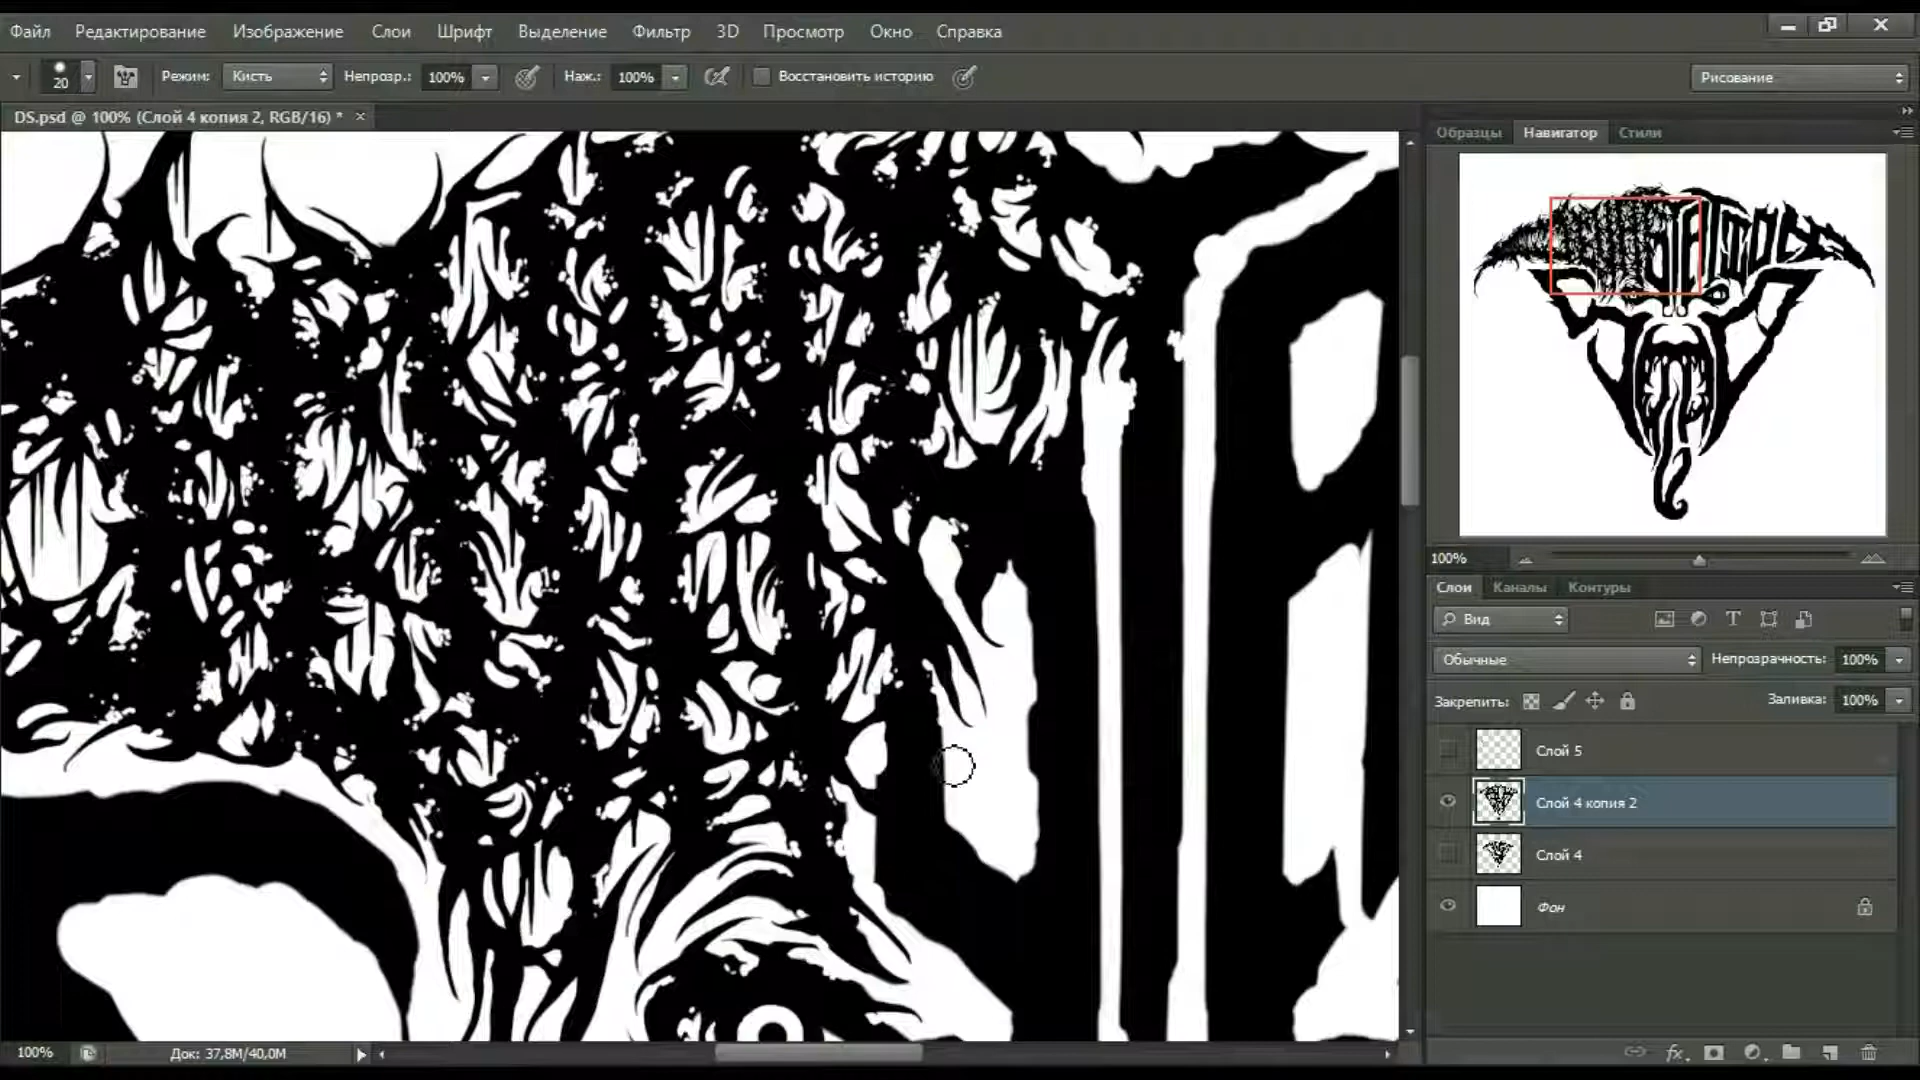 Файл Редактирование Изображение Слои Шрифт Выделение Фильтр 3D Просмотр Окно Справка
20 Режим: Кисть Непрозр.: 100% Наж.: 100% Восстановить историю Рисование
DS.psd @ 100% (Слой 4 копия 2, RGB/16) * ×
Образцы Навигатор Стили
100%
Слои Каналы Контуры
Вид
Обычные Непрозрачность: 100%
Закрепить: Заливка: 100%
Слой 5
Слой 4 копия 2
Слой 4
Фон
100% Док: 37,8M/40,0M